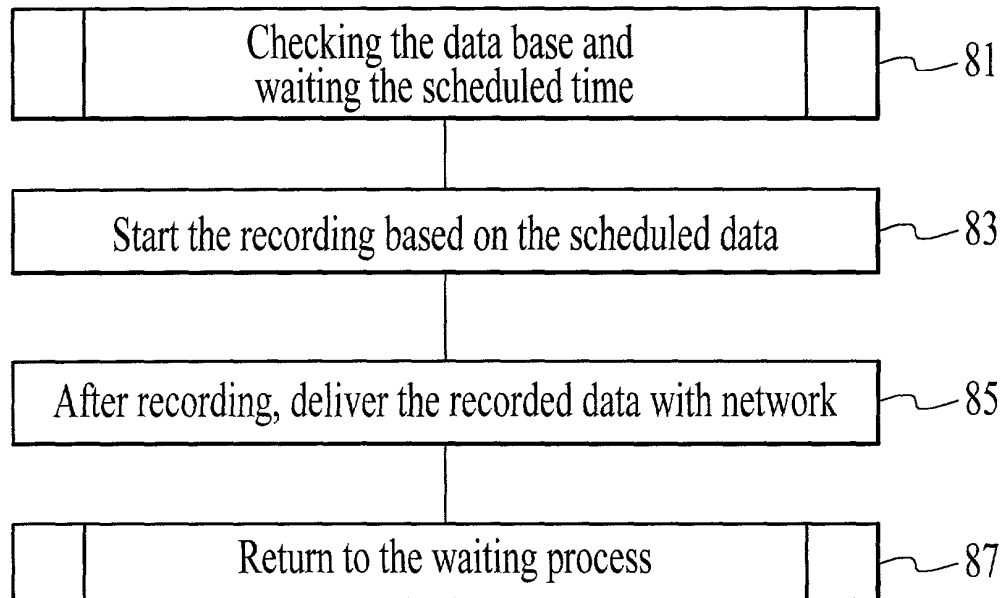 Checking the data base and
waiting the scheduled time
81
Start the recording based on the scheduled data
83
After recording, deliver the recorded data with network
85
Return to the waiting process
87